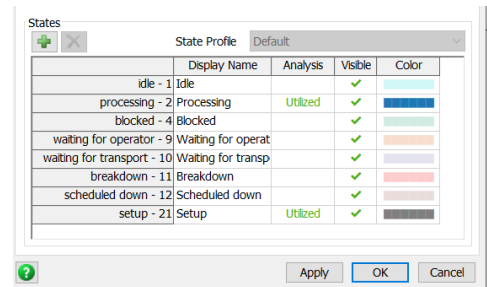 States
State Profile Default
Display Name Analysis Visible Color
idle - 1 Idle
processing - 2 Processing Utilized
blocked - 4 Blocked
waiting for operator - 9 Waiting for operat
waiting for transport - 10 Waiting for transp
breakdown - 11 Breakdown
scheduled down - 12 Scheduled down
setup - 21 Setup Utilized
? Apply OK Cancel